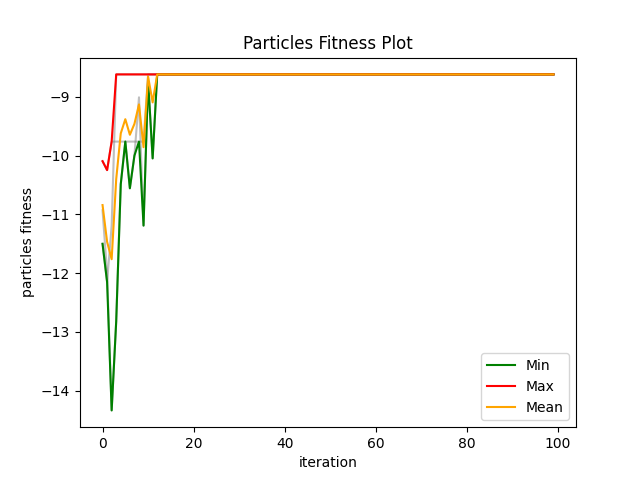 Particles Fitness Plot
particles fitness
−9
−10
−11
−12
−13
−14
0
20
40
60
80
100
iteration
Min
Max
Mean